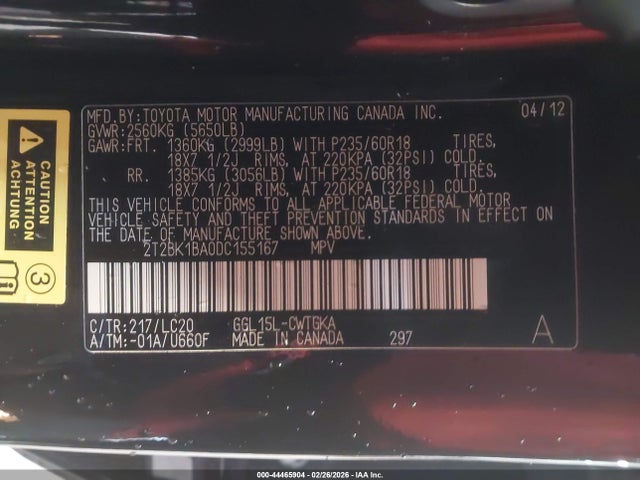 CAUTION
ATTENTION
ACHTUNG
3
MFD.BY:TOYOTA MOTOR MANUFACTURING CANADA INC. 04/12
GVWR:2560KG (5650LB)
GAWR:FRT. 1360KG (2999LB) WITH P235/60R18 TIRES,
18X7 1/2J RIMS, AT 220KPA (32PSI) COLD.
RR. 1385KG (3056LB) WITH P235/60R18 TIRES,
18X7 1/2J RIMS, AT 220KPA (32PSI) COLD.
THIS VEHICLE CONFORMS TO ALL APPLICABLE FEDERAL MOTOR
VEHICLE SAFETY AND THEFT PREVENTION STANDARDS IN EFFECT ON
THE DATE OF MANUFACTURE SHOWN ABOVE.
2T2BK1BA0DC155167 MPV
C/TR:217/LC20 GGL15L-CWTGKA
A/TM:-01A/U660F MADE IN CANADA 297 A
000-44465904 - 02/26/2026 - IAA Inc.